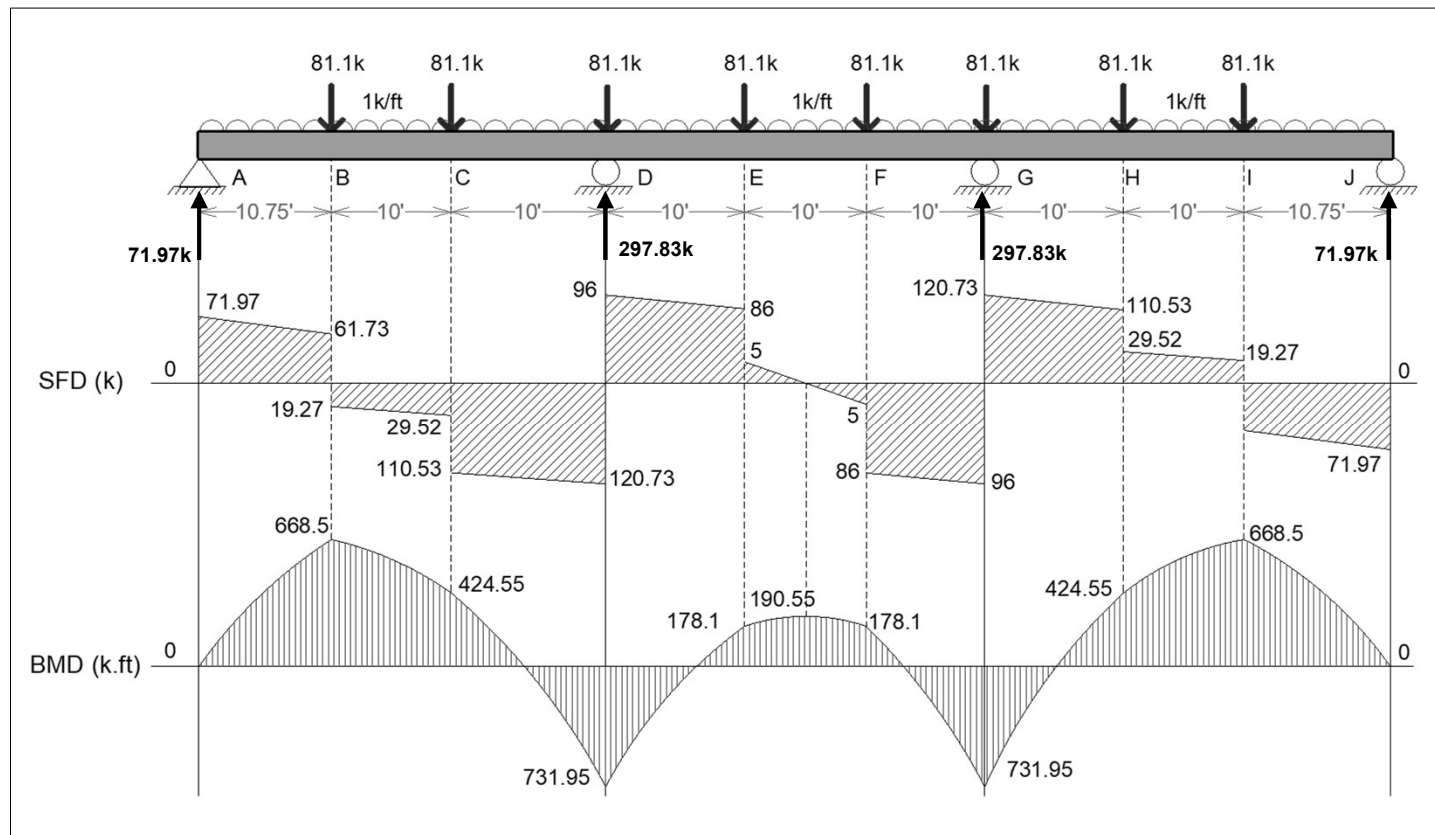 81.1k 81.1k 81.1k 81.1k 81.1k 81.1k 81.1k 81.1k
1k/ft 1k/ft 1k/ft
A B C D E F G H I J
10.75' 10' 10' 10' 10' 10' 10' 10' 10.75'
71.97k 297.83k 297.83k 71.97k
96 120.73
71.97 86 110.53
61.73 5 29.52 19.27
SFD (k) 0 0
19.27 29.52 5
110.53 120.73 86 96 71.97
668.5 668.5
424.55 178.1 190.55 178.1 424.55
BMD (k.ft) 0 0
731.95 731.95